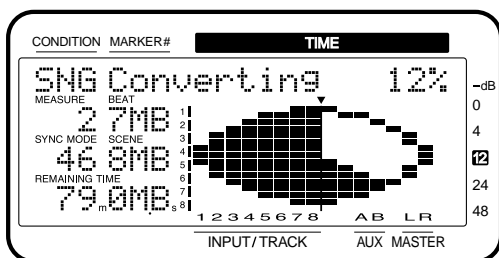 CONDITION MARKER# TIME
SNG Converting 12%
MEASURE BEAT
2 7MB
SYNC MODE SCENE
46 8MB
REMAINING TIME
79m0MB s
1
2
3
4
5
6
7
8
-dB
0
4
12
24
48
1 2 3 4 5 6 7 8 A B L R
INPUT/TRACK AUX MASTER